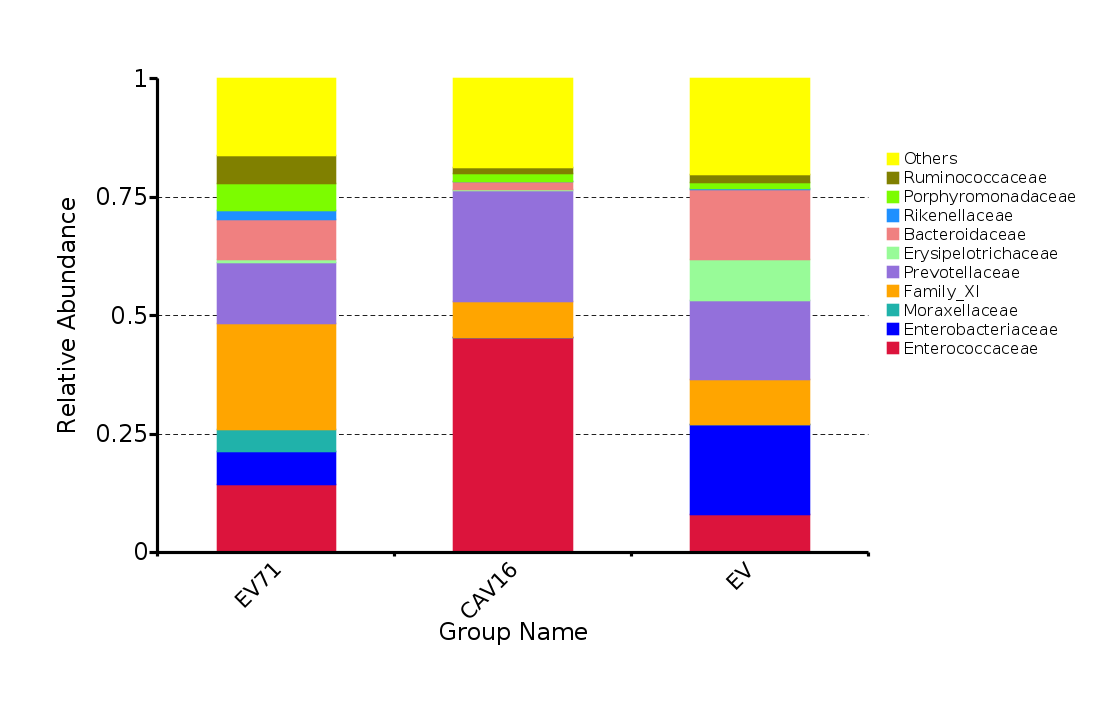 1
0.75
0.5
0.25
0
Relative Abundance
EV71
CAV16
EV
Group Name
Others
Ruminococcaceae
Porphyromonadaceae
Rikenellaceae
Bacteroidaceae
Erysipelotrichaceae
Prevotellaceae
Family_XI
Moraxellaceae
Enterobacteriaceae
Enterococcaceae